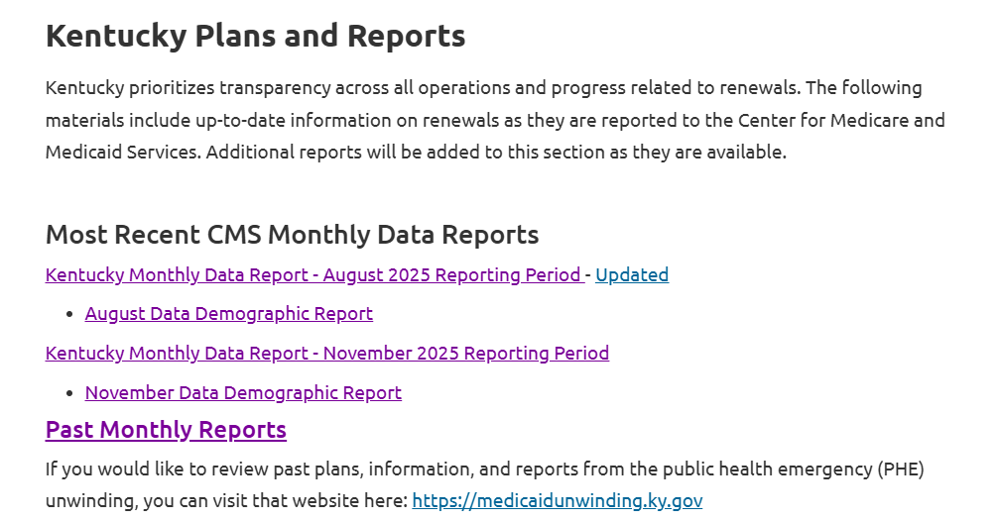 Kentucky Plans and Reports
Kentucky prioritizes transparency across all operations and progress related to renewals. The following
materials include up-to-date information on renewals as they are reported to the Center for Medicare and
Medicaid Services. Additional reports will be added to this section as they are available.
Most Recent CMS Monthly Data Reports
Kentucky Monthly Data Report - August 2025 Reporting Period - Updated
• August Data Demographic Report
Kentucky Monthly Data Report - November 2025 Reporting Period
• November Data Demographic Report
Past Monthly Reports
If you would like to review past plans, information, and reports from the public health emergency (PHE)
unwinding, you can visit that website here: https://medicaidunwinding.ky.gov